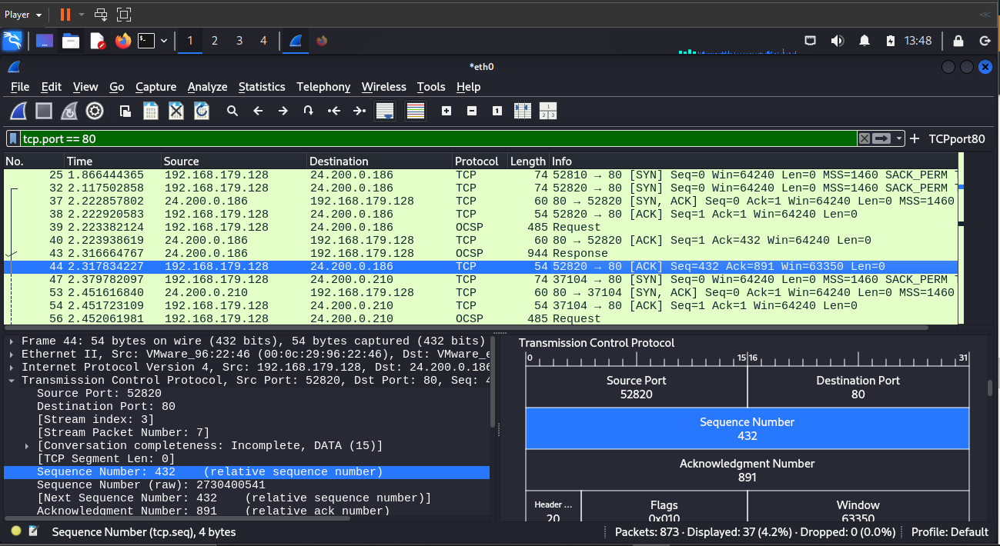 Player
1 2 3 4 13:48
*eth0
File Edit View Go Capture Analyze Statistics Telephony Wireless Tools Help
tcp.port == 80 TCPport80
No. Time Source Destination Protocol Length Info
25 1.866444365 192.168.179.128 24.200.0.186 TCP 74 52810 → 80 [SYN] Seq=0 Win=64240 Len=0 MSS=1460 SACK_PERM
32 2.117502858 192.168.179.128 24.200.0.186 TCP 74 52820 → 80 [SYN] Seq=0 Win=64240 Len=0 MSS=1460 SACK_PERM
37 2.222857802 24.200.0.186 192.168.179.128 TCP 60 80 → 52820 [SYN, ACK] Seq=0 Ack=1 Win=64240 Len=0 MSS=1460
38 2.222920583 192.168.179.128 24.200.0.186 TCP 54 52820 → 80 [ACK] Seq=1 Ack=1 Win=64240 Len=0
39 2.223382124 192.168.179.128 24.200.0.186 OCSP 485 Request
40 2.223938619 24.200.0.186 192.168.179.128 TCP 60 80 → 52820 [ACK] Seq=1 Ack=432 Win=64240 Len=0
43 2.316664767 24.200.0.186 192.168.179.128 OCSP 944 Response
44 2.317834227 192.168.179.128 24.200.0.186 TCP 54 52820 → 80 [ACK] Seq=432 Ack=891 Win=63350 Len=0
47 2.379782097 192.168.179.128 24.200.0.210 TCP 74 37104 → 80 [SYN] Seq=0 Win=64240 Len=0 MSS=1460 SACK_PERM
53 2.451616840 24.200.0.210 192.168.179.128 TCP 60 80 → 37104 [SYN, ACK] Seq=0 Ack=1 Win=64240 Len=0 MSS=1460
54 2.451723109 192.168.179.128 24.200.0.210 TCP 54 37104 → 80 [ACK] Seq=1 Ack=1 Win=64240 Len=0
56 2.452061981 192.168.179.128 24.200.0.210 OCSP 485 Request
Frame 44: 54 bytes on wire (432 bits), 54 bytes captured (432 bits)
Ethernet II, Src: VMware_96:22:46 (00:0c:29:96:22:46), Dst: VMware_e
Internet Protocol Version 4, Src: 192.168.179.128, Dst: 24.200.0.186
Transmission Control Protocol, Src Port: 52820, Dst Port: 80, Seq: 4
Source Port: 52820
Destination Port: 80
[Stream index: 3]
[Stream Packet Number: 7]
[Conversation completeness: Incomplete, DATA (15)]
[TCP Segment Len: 0]
Sequence Number: 432 (relative sequence number)
Sequence Number (raw): 2730400541
[Next Sequence Number: 432 (relative sequence number)]
Acknowledgment Number: 891 (relative ack number)
Transmission Control Protocol
0 15 16 31
Source Port Destination Port
52820 80
Sequence Number
432
Acknowledgment Number
891
Header ... Flags Window
20 0x010 63350
Sequence Number (tcp.seq), 4 bytes Packets: 873 · Displayed: 37 (4.2%) · Dropped: 0 (0.0%) Profile: Default